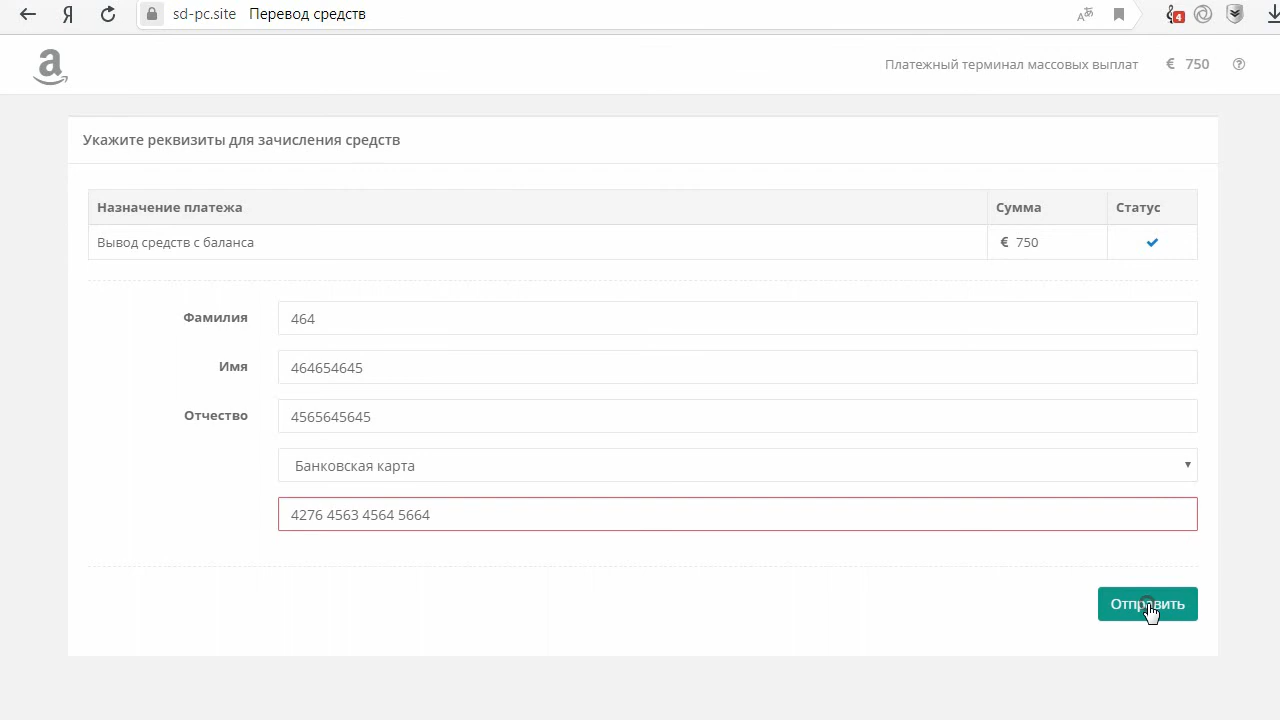 Я sd-pc.site Перевод средств
4
a
Платежный терминал массовых выплат € 750
Укажите реквизиты для зачисления средств
Назначение платежа Сумма Статус
Вывод средств с баланса € 750
Фамилия 464
Имя 464654645
Отчество 4565645645
Банковская карта
4276 4563 4564 5664
Отправить